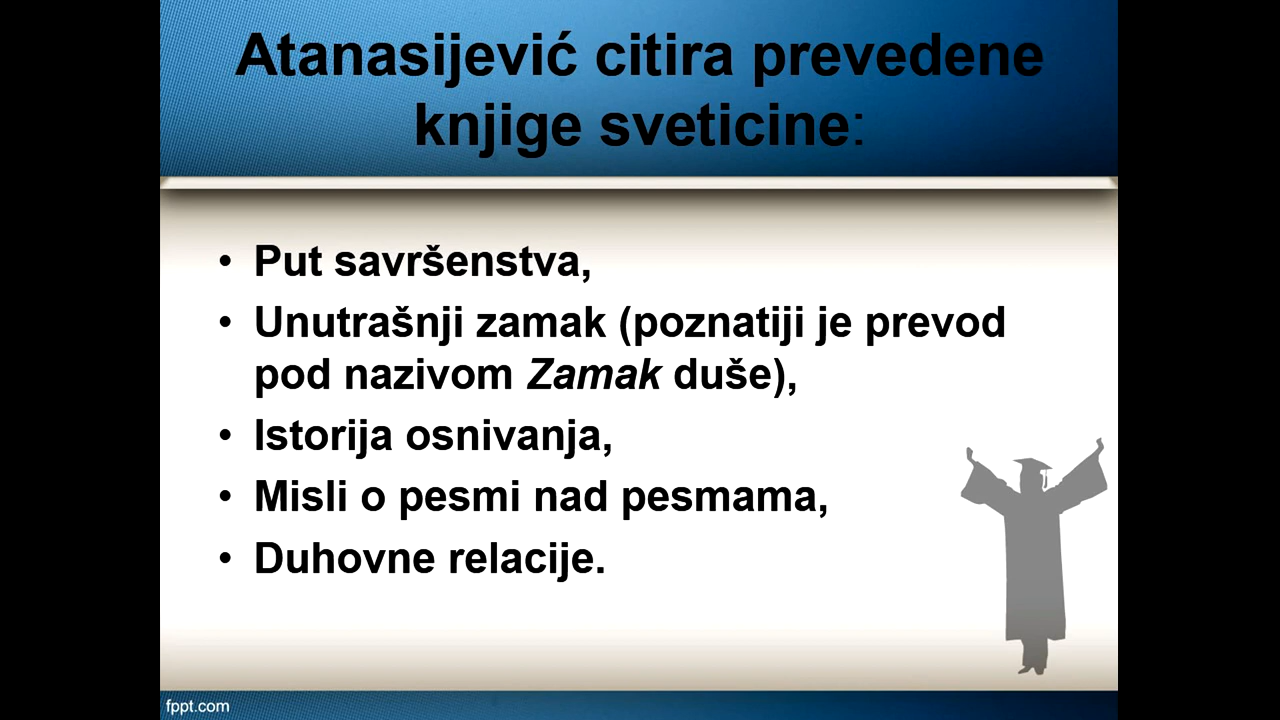 Atanasijević citira prevedene
knjige sveticine:
• Put savršenstva,
• Unutrašnji zamak (poznatiji je prevod
pod nazivom Zamak duše),
• Istorija osnivanja,
• Misli o pesmi nad pesmama,
• Duhovne relacije.
fppt.com